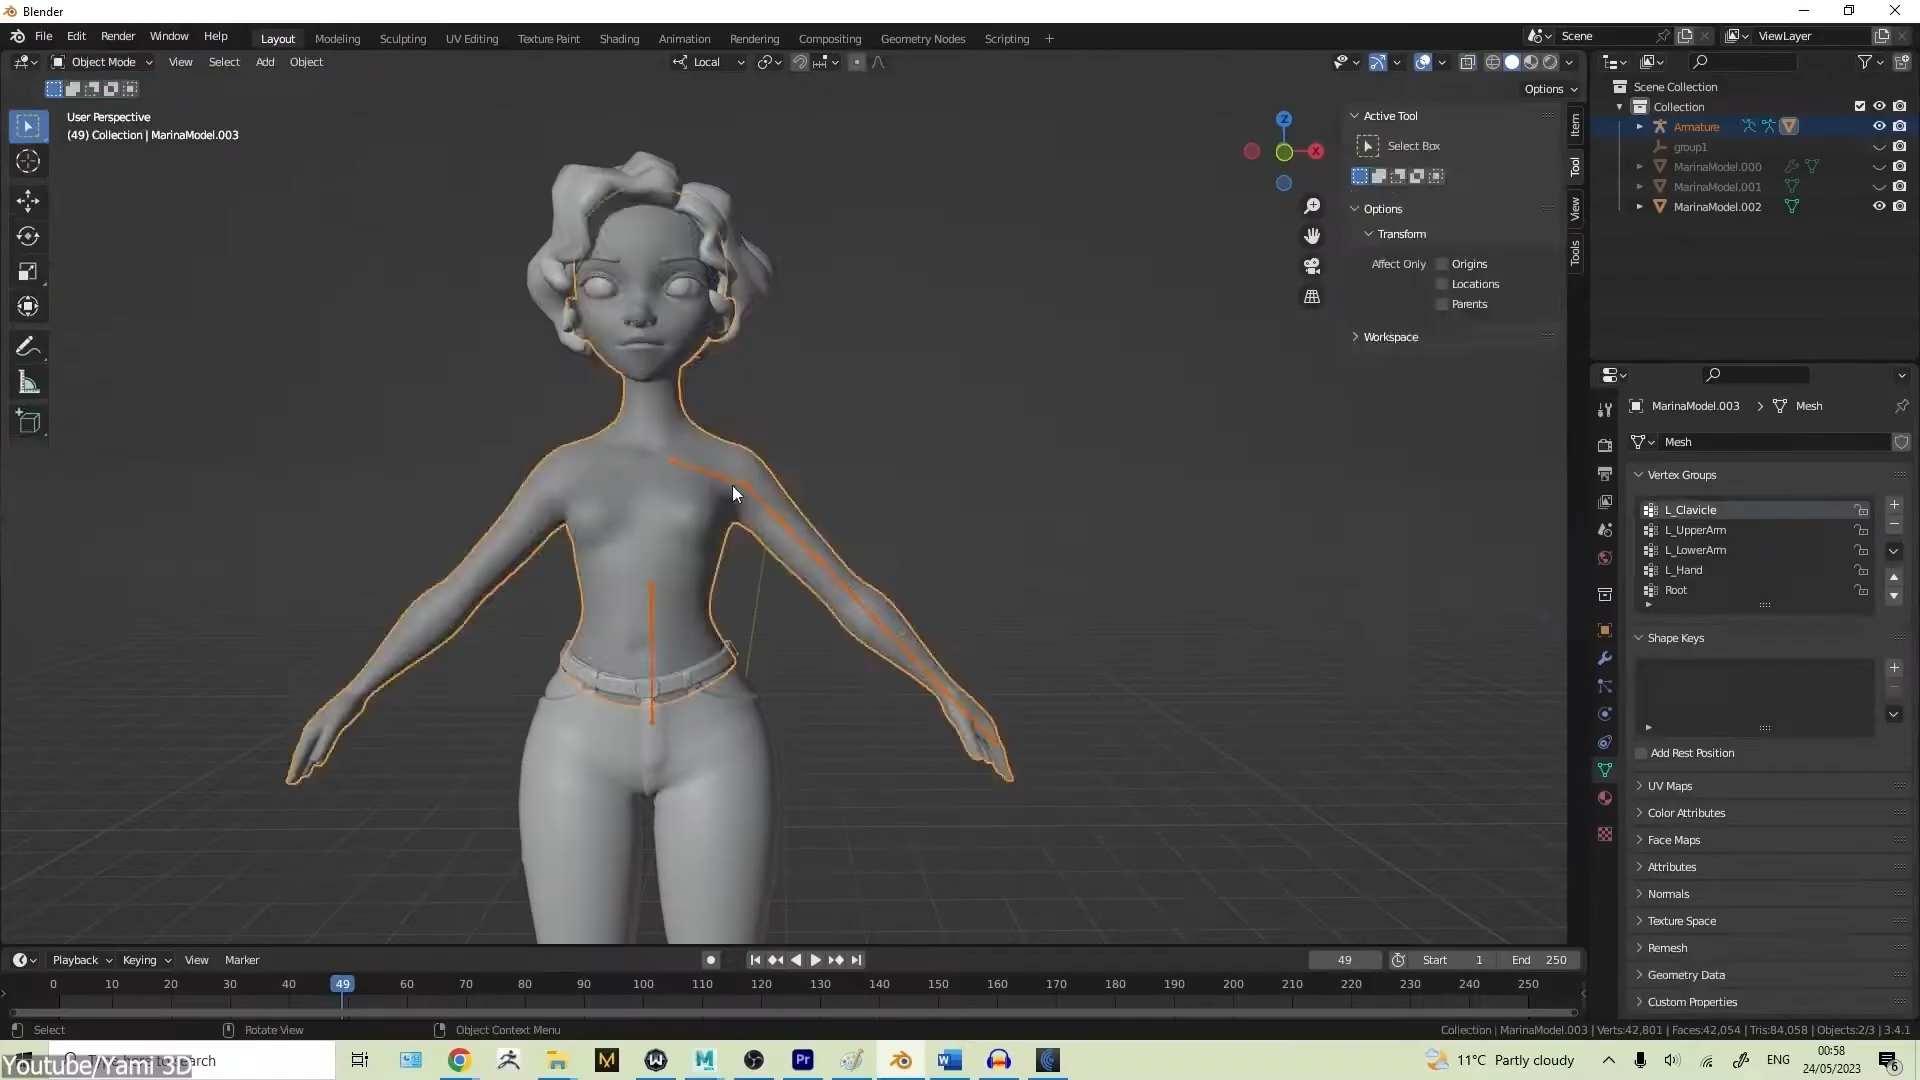 Blender
File Edit Render Window Help
Layout Modeling Sculpting UV Editing Texture Paint Shading Animation Rendering Compositing Geometry Nodes Scripting +
Scene
ViewLayer
Object Mode View Select Add Object
Local
Options
User Perspective
(49) Collection | MarinaModel.003
Z
X
Active Tool
Select Box
Options
Transform
Affect Only Origins
Locations
Parents
Workspace
Item
Tool
View
Tools
Scene Collection
Collection
Armature
group1
MarinaModel.000
MarinaModel.001
MarinaModel.002
MarinaModel.003 > Mesh
Mesh
Vertex Groups
L_Clavicle
L_UpperArm
L_LowerArm
L_Hand
Root
Shape Keys
Add Rest Position
UV Maps
Color Attributes
Face Maps
Attributes
Normals
Texture Space
Remesh
Geometry Data
Custom Properties
Playback Keying View Marker
49
Start 1
End 250
0 10 20 30 40 49 60 70 80 90 100 110 120 130 140 150 160 170 180 190 200 210 220 230 240 250
Select
Rotate View
Object Context Menu
Collection | MarinaModel.003 | Verts:42,801 | Faces:42,054 | Tris:84,058 | Objects:2/3 | 3.4.1
Youtube/Yami 3D
here to search
11°C Partly cloudy
ENG
00:58
24/05/2023
6